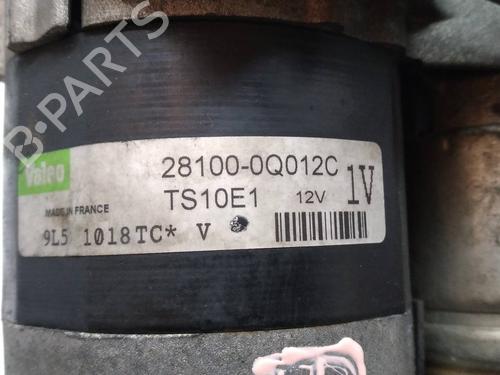 B-PARTS
Valeo
28100-0Q012C
TS10E1 12V 1V
MADE IN FRANCE
9L5 1018TC* V